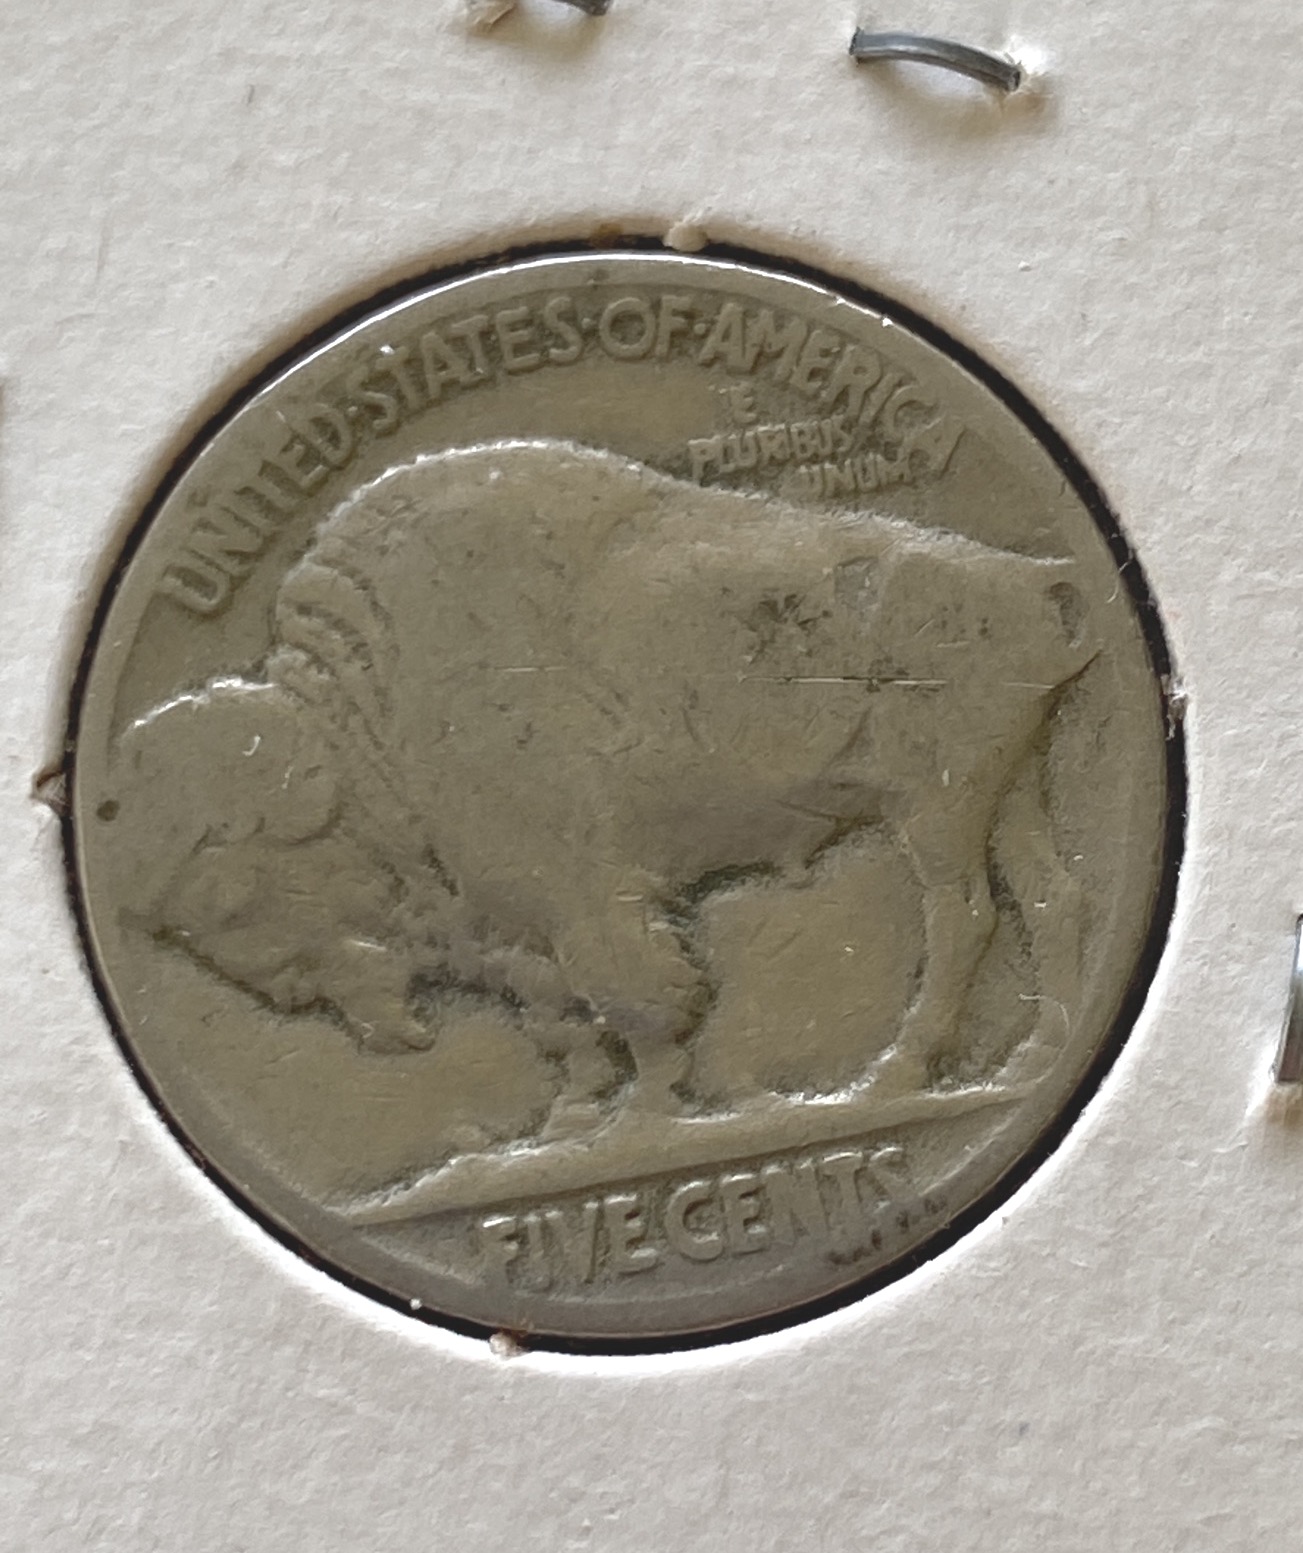 UNITED·STATES·OF·AMERICA
E
PLURIBUS
UNUM
FIVE CENTS